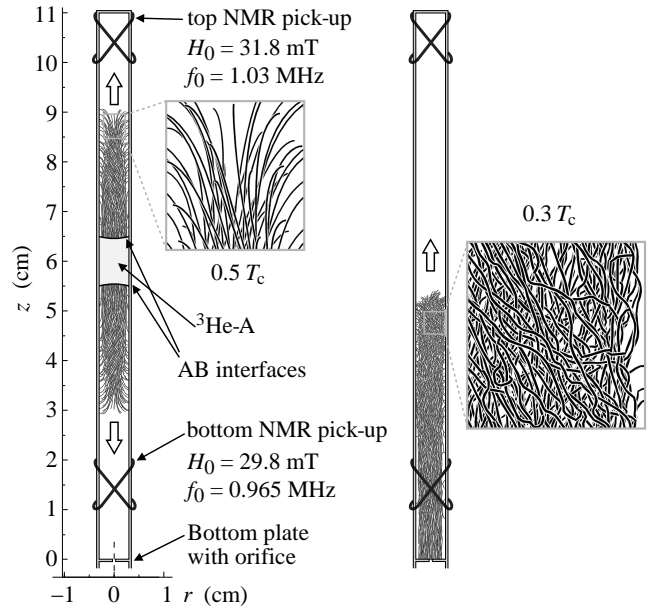 top NMR pick-up
H0 = 31.8 mT
f0 = 1.03 MHz
11
10
9
8
7
6
5
4
3
2
1
0
z (cm)
0.5 Tc
0.3 Tc
3He-A
AB interfaces
bottom NMR pick-up
H0 = 29.8 mT
f0 = 0.965 MHz
Bottom plate
with orifice
−1 0 1 r (cm)